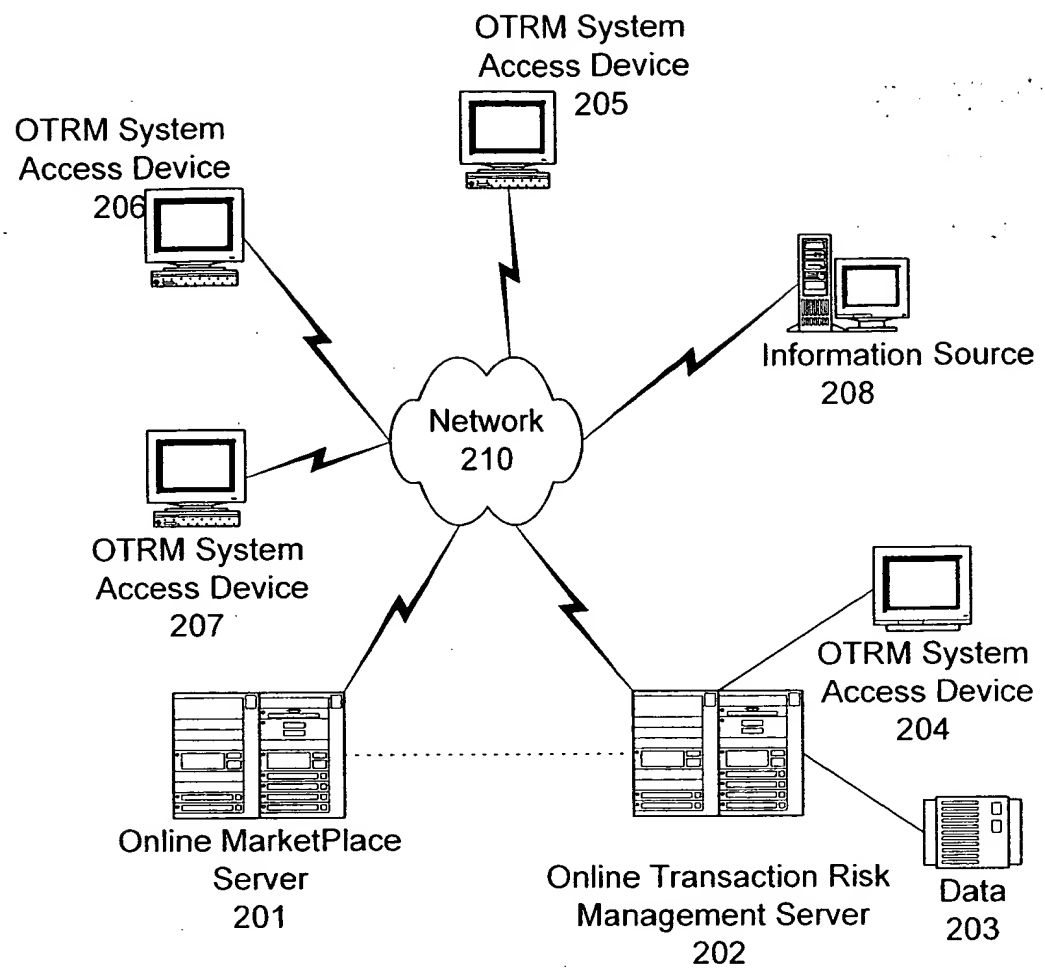 OTRM System
Access Device
205
OTRM System
Access Device
206
Information Source
208
Network
210
OTRM System
Access Device
207
OTRM System
Access Device
204
Online MarketPlace
Server
201
Online Transaction Risk
Management Server
202
Data
203